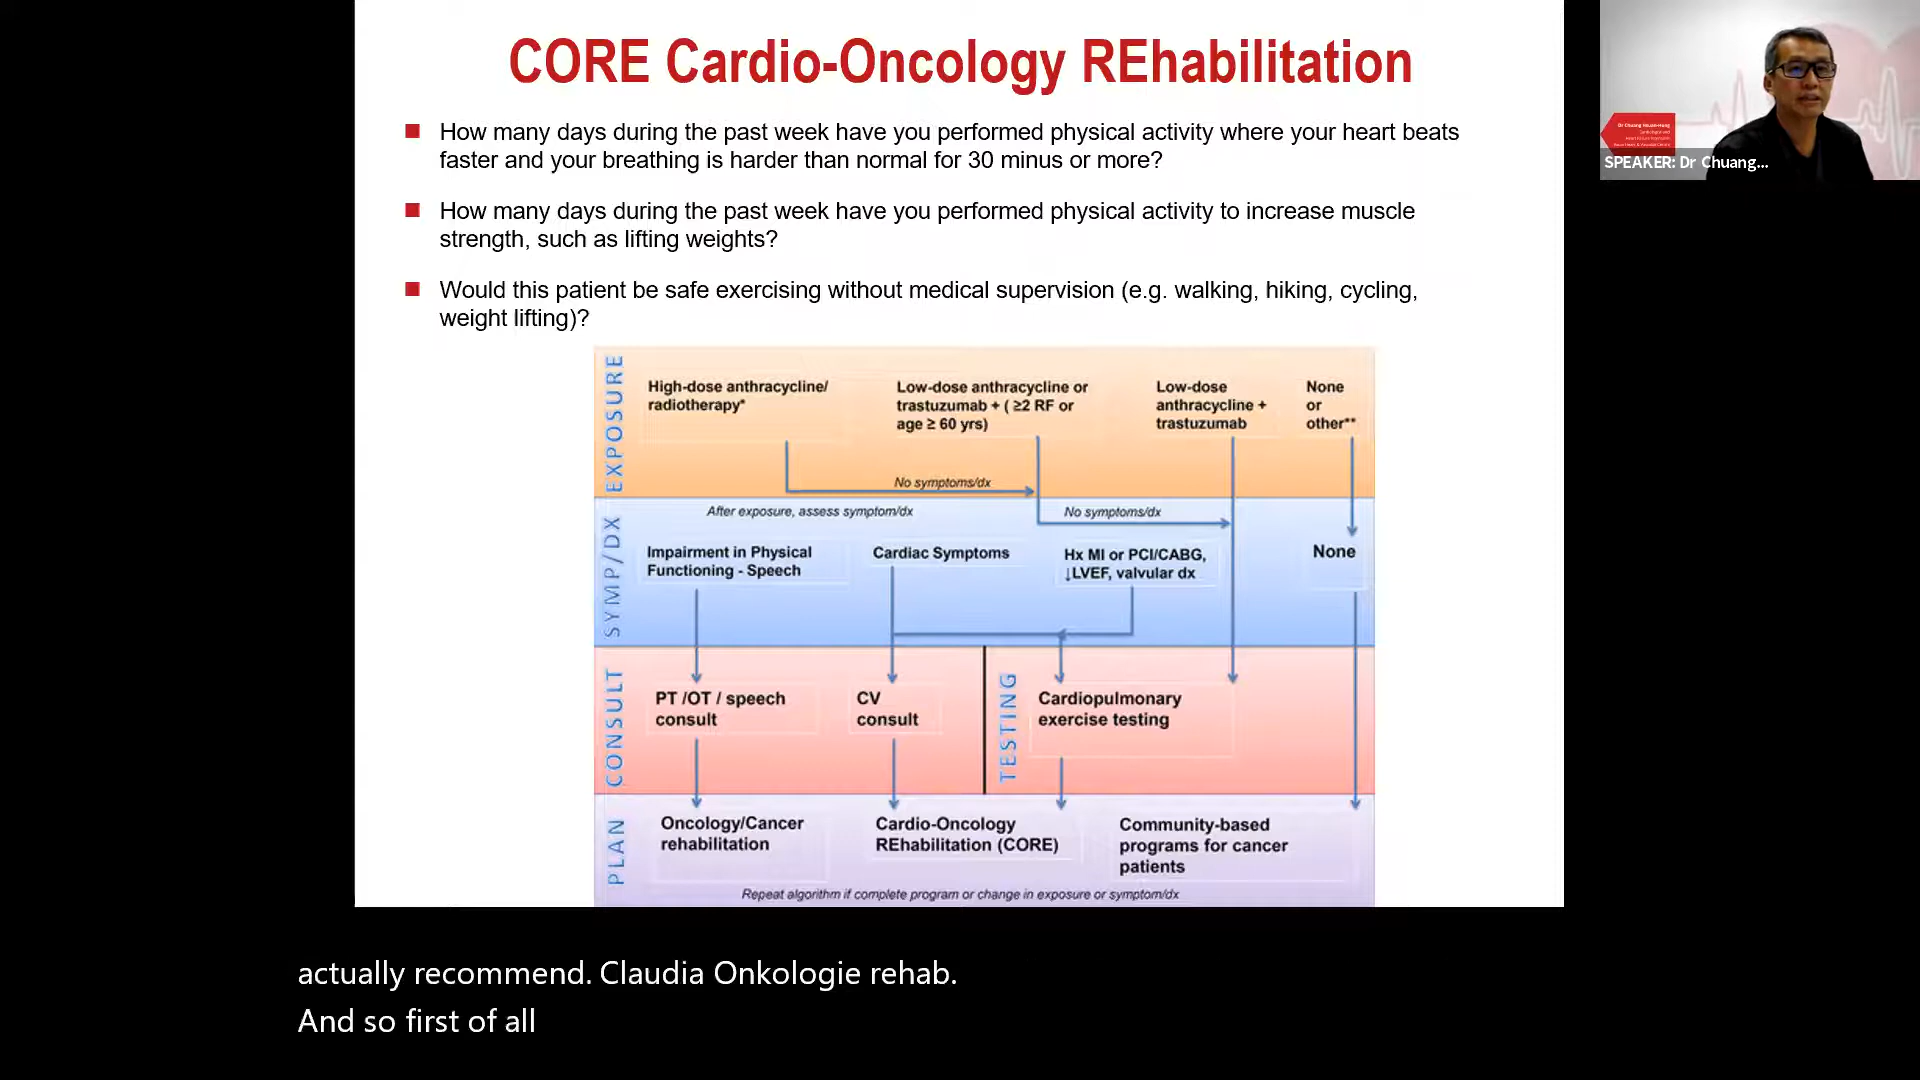 CORE Cardio-Oncology REhabilitation
How many days during the past week have you performed physical activity where your heart beats
faster and your breathing is harder than normal for 30 minus or more?
How many days during the past week have you performed physical activity to increase muscle
strength, such as lifting weights?
Would this patient be safe exercising without medical supervision (e.g. walking, hiking, cycling,
weight lifting)?
EXPOSURE
High-dose anthracycline/
radiotherapy*
Low-dose anthracycline or
trastuzumab + ( ≥2 RF or
age ≥ 60 yrs)
Low-dose
anthracycline +
trastuzumab
None
or
other**
No symptoms/dx
SYMP/DX
After exposure, assess symptom/dx
No symptoms/dx
Impairment in Physical
Functioning - Speech
Cardiac Symptoms
Hx MI or PCI/CABG,
↓LVEF, valvular dx
None
CONSULT
PT /OT / speech
consult
CV
consult
TESTING
Cardiopulmonary
exercise testing
PLAN
Oncology/Cancer
rehabilitation
Cardio-Oncology
REhabilitation (CORE)
Community-based
programs for cancer
patients
Repeat algorithm if complete program or change in exposure or symptom/dx
SPEAKER: Dr Chuang...
actually recommend. Claudia Onkologie rehab.
And so first of all